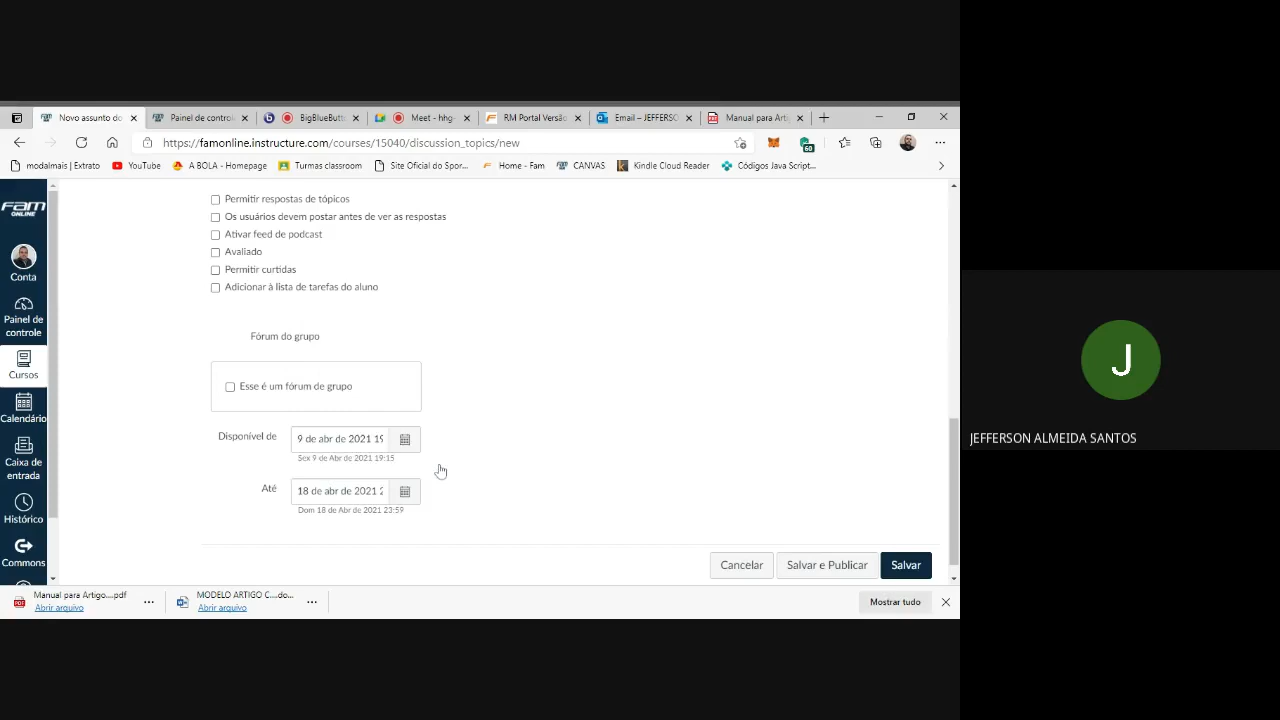 Novo assunto do
Painel de control
BigBlueButt
Meet - hhg-
RM Portal Versão
Email – JEFFERSO
Manual para Artig
https://famonline.instructure.com/courses/15040/discussion_topics/new
60
modalmais | Extrato
YouTube
A BOLA - Homepage
Turmas classroom
Site Oficial do Spor...
Home - Fam
CANVAS
Kindle Cloud Reader
Códigos Java Script...
Fam
ONLINE
Conta
Painel de
controle
Cursos
Calendário
Caixa de
entrada
Histórico
Commons
Permitir respostas de tópicos
Os usuários devem postar antes de ver as respostas
Ativar feed de podcast
Avaliado
Permitir curtidas
Adicionar à lista de tarefas do aluno
Fórum do grupo
Esse é um fórum de grupo
Disponível de
9 de abr de 2021 19
Sex 9 de Abr de 2021 19:15
Até
18 de abr de 2021 2
Dom 18 de Abr de 2021 23:59
Cancelar
Salvar e Publicar
Salvar
Manual para Artigo....pdf
Abrir arquivo
MODELO ARTIGO C....do...
Abrir arquivo
Mostrar tudo
J
JEFFERSON ALMEIDA SANTOS